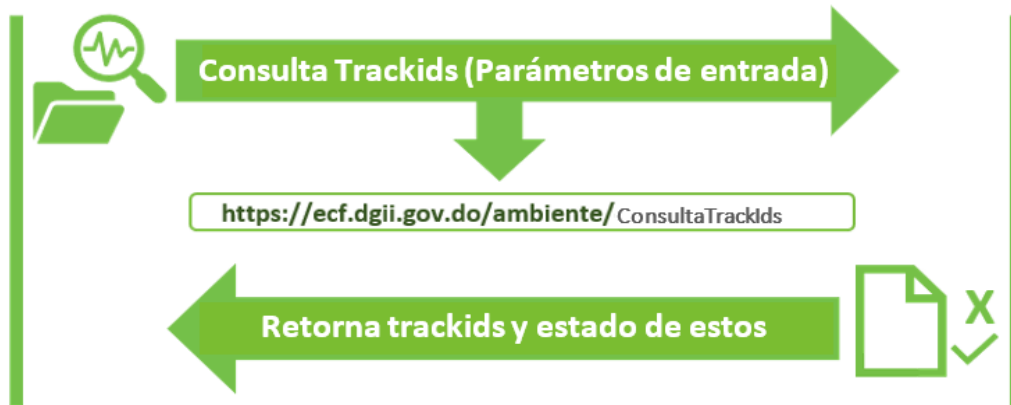 Consulta Trackids (Parámetros de entrada)
https://ecf.dgii.gov.do/ambiente/ConsultaTrackIds
Retorna trackids y estado de estos
X